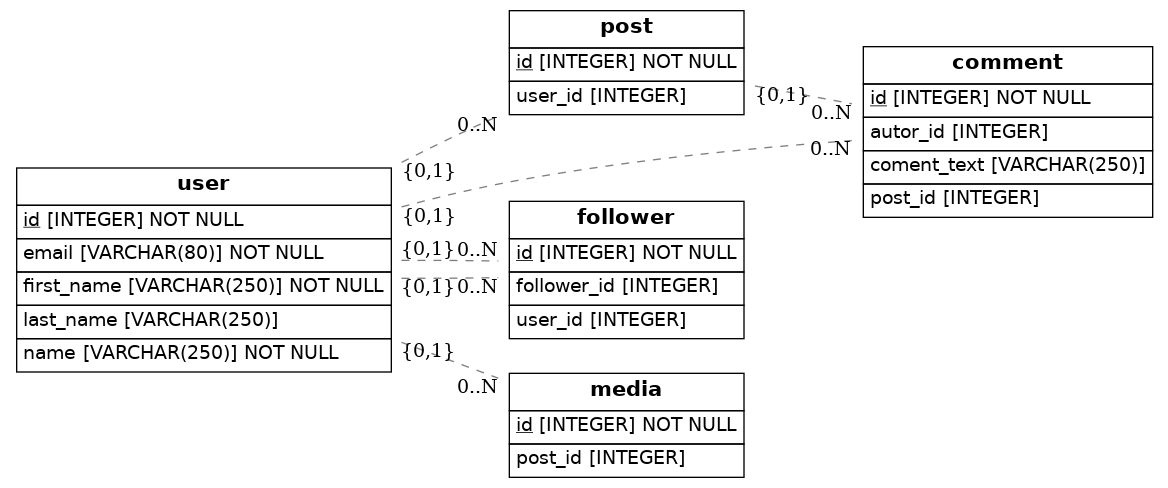 post
id [INTEGER] NOT NULL
user_id [INTEGER]
comment
id [INTEGER] NOT NULL
autor_id [INTEGER]
coment_text [VARCHAR(250)]
post_id [INTEGER]
{0,1}
0..N
0..N
0..N
{0,1}
user
id [INTEGER] NOT NULL
email [VARCHAR(80)] NOT NULL
first_name [VARCHAR(250)] NOT NULL
last_name [VARCHAR(250)]
name [VARCHAR(250)] NOT NULL
{0,1}
{0,1}
0..N
{0,1}
0..N
follower
id [INTEGER] NOT NULL
follower_id [INTEGER]
user_id [INTEGER]
{0,1}
0..N
media
id [INTEGER] NOT NULL
post_id [INTEGER]